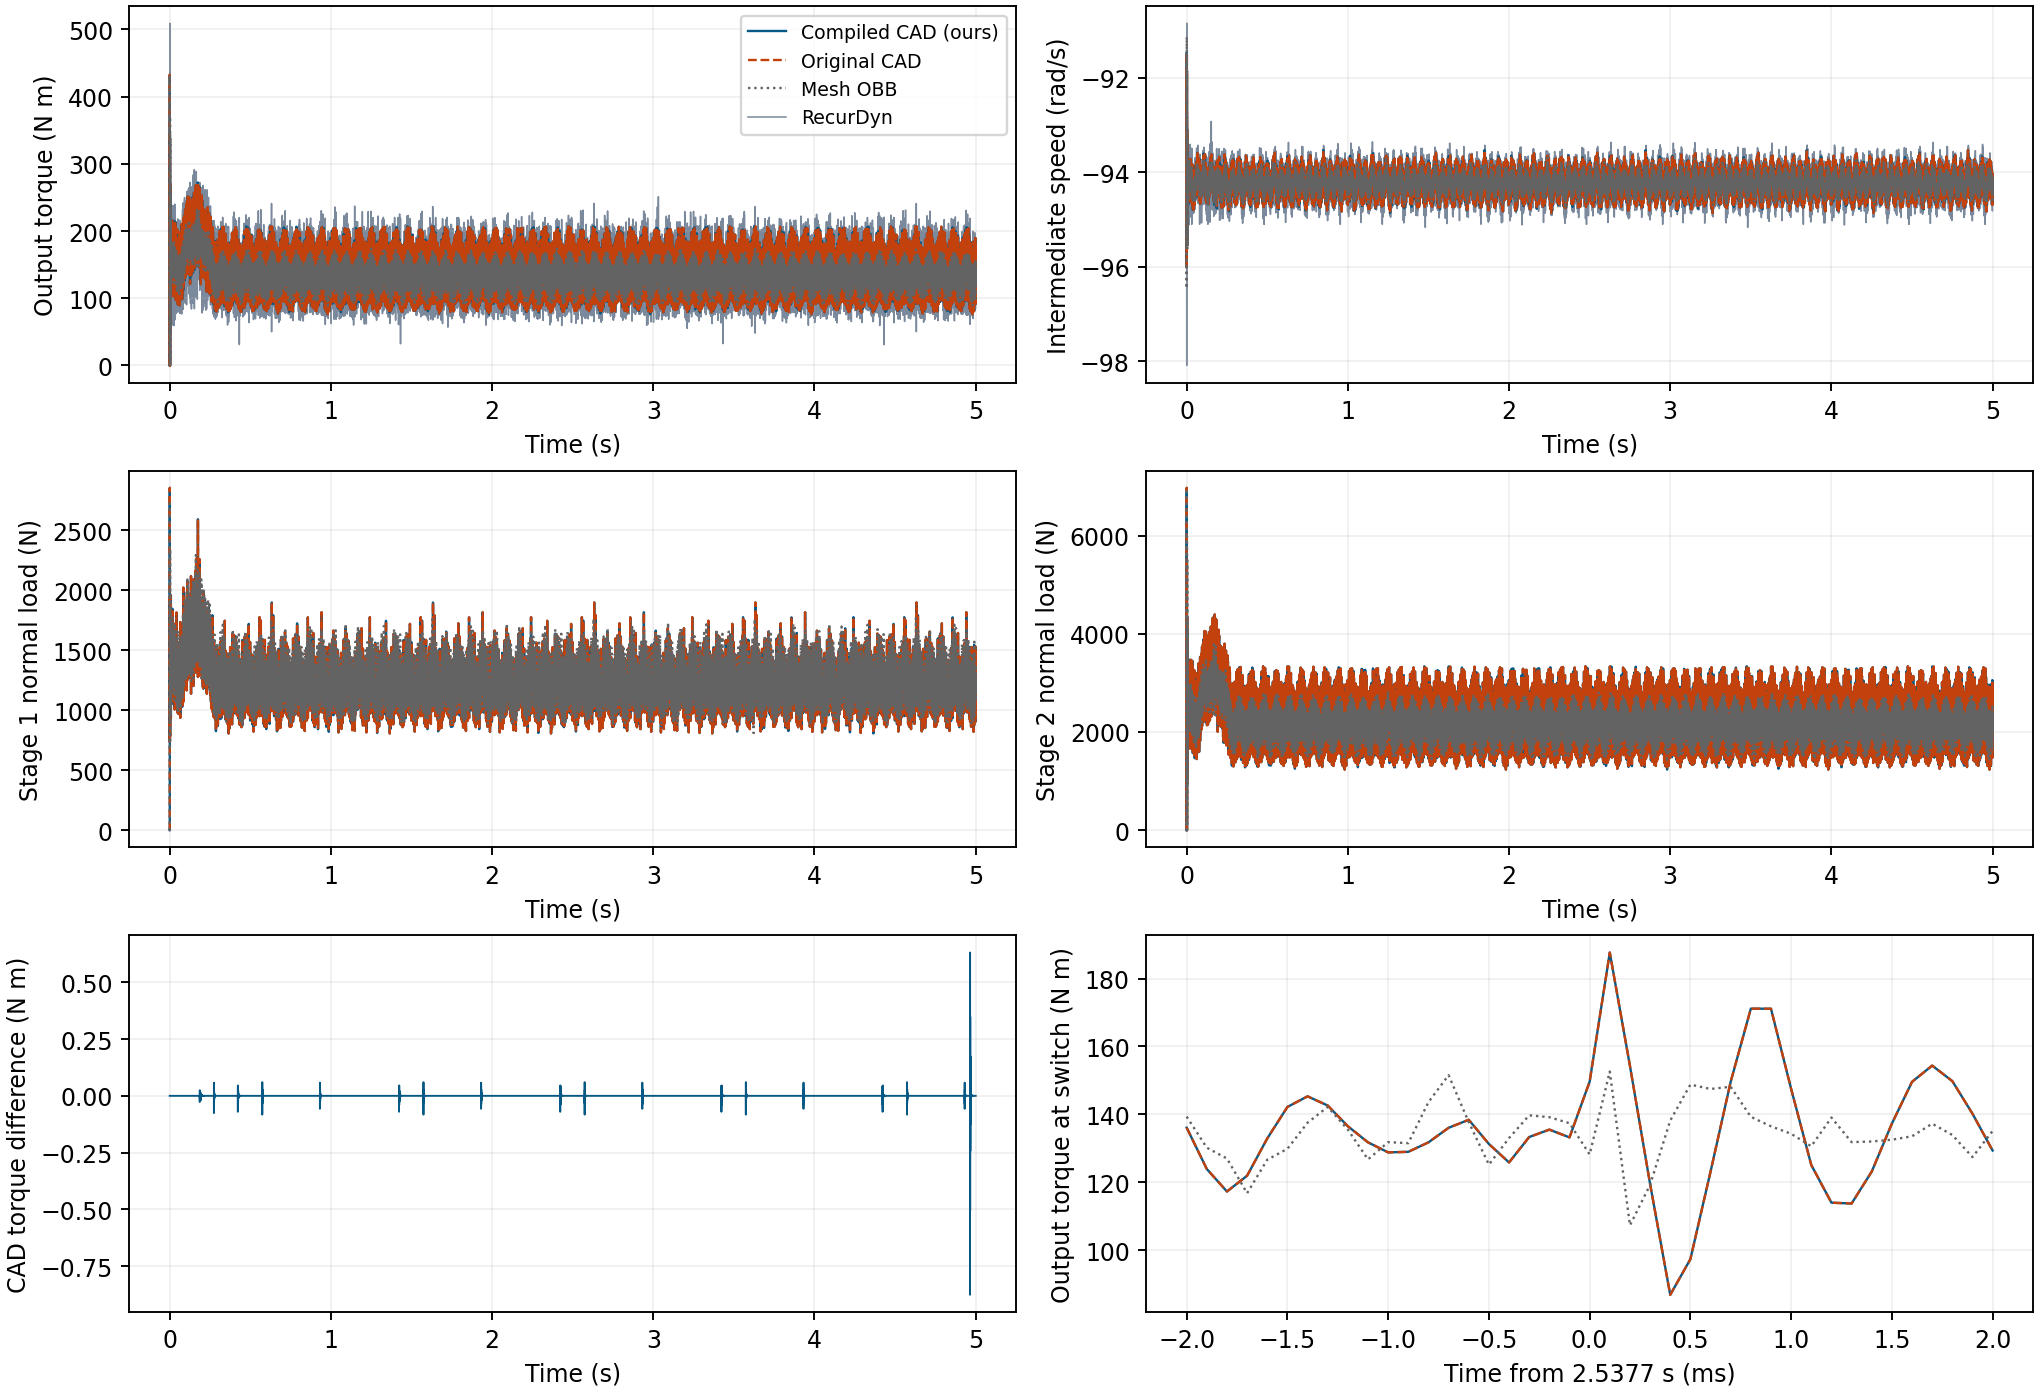 Output torque (N m)
500
400
300
200
100
0
Compiled CAD (ours)
Original CAD
Mesh OBB
RecurDyn
0 1 2 3 4 5
Time (s)
Intermediate speed (rad/s)
−92
−94
−96
−98
0 1 2 3 4 5
Time (s)
Stage 1 normal load (N)
2500
2000
1500
1000
500
0
0 1 2 3 4 5
Time (s)
Stage 2 normal load (N)
6000
4000
2000
0
0 1 2 3 4 5
Time (s)
CAD torque difference (N m)
0.50
0.25
0.00
−0.25
−0.50
−0.75
0 1 2 3 4 5
Time (s)
Output torque at switch (N m)
180
160
140
120
100
−2.0 −1.5 −1.0 −0.5 0.0 0.5 1.0 1.5 2.0
Time from 2.5377 s (ms)